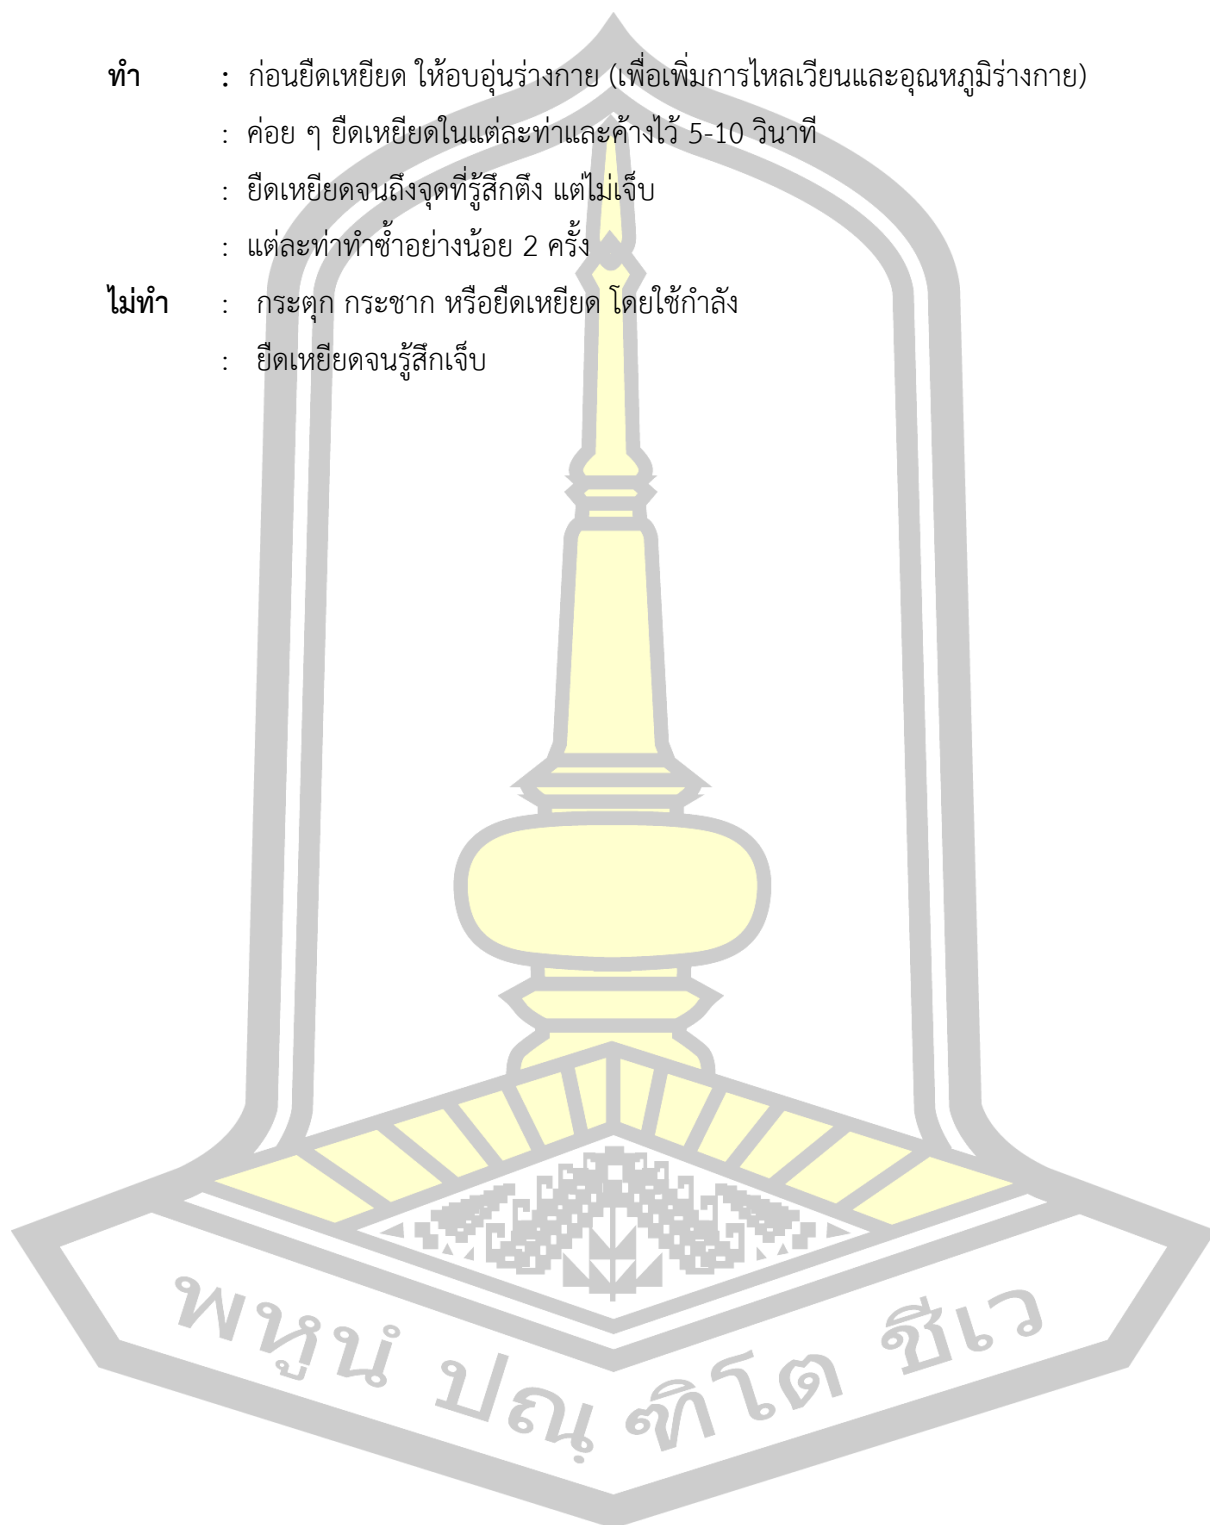 ทำ : ก่อนยืดเหยียด ให้อบอุ่นร่างกาย (เพื่อเพิ่มการไหลเวียนและอุณหภูมิร่างกาย)
: ค่อย ๆ ยืดเหยียดในแต่ละท่าและค้างไว้ 5-10 วินาที
: ยืดเหยียดจนถึงจุดที่รู้สึกตึง แต่ไม่เจ็บ
: แต่ละท่าทำซ้ำอย่างน้อย 2 ครั้ง
ไม่ทำ : กระตุก กระชาก หรือยืดเหยียด โดยใช้กำลัง
: ยืดเหยียดจนรู้สึกเจ็บ
พหูนํ ปณฺ ฑิโต ชีเว